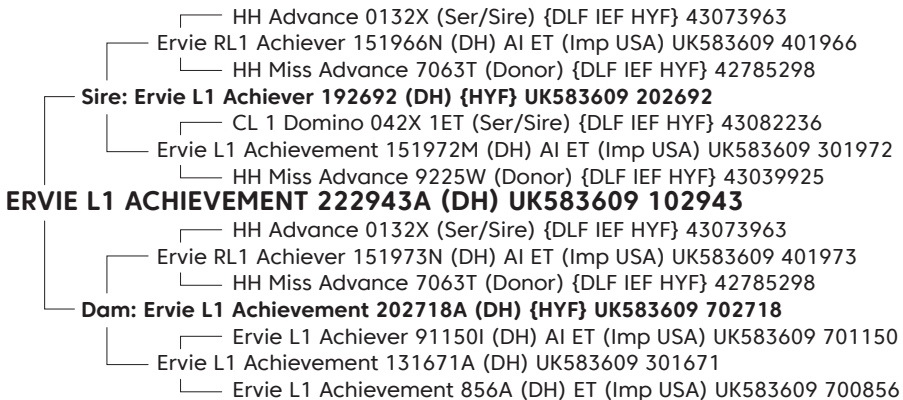 HH Advance 0132X (Ser/Sire) {DLF IEF HYF} 43073963
Ervie RL1 Achiever 151966N (DH) AI ET (Imp USA) UK583609 401966
HH Miss Advance 7063T (Donor) {DLF IEF HYF} 42785298
Sire: Ervie L1 Achiever 192692 (DH) {HYF} UK583609 202692
CL 1 Domino 042X 1ET (Ser/Sire) {DLF IEF HYF} 43082236
Ervie L1 Achievement 151972M (DH) AI ET (Imp USA) UK583609 301972
HH Miss Advance 9225W (Donor) {DLF IEF HYF} 43039925
ERVIE L1 ACHIEVEMENT 222943A (DH) UK583609 102943
HH Advance 0132X (Ser/Sire) {DLF IEF HYF} 43073963
Ervie RL1 Achiever 151973N (DH) AI ET (Imp USA) UK583609 401973
HH Miss Advance 7063T (Donor) {DLF IEF HYF} 42785298
Dam: Ervie L1 Achievement 202718A (DH) {HYF} UK583609 702718
Ervie L1 Achiever 91150I (DH) AI ET (Imp USA) UK583609 701150
Ervie L1 Achievement 131671A (DH) UK583609 301671
Ervie L1 Achievement 856A (DH) ET (Imp USA) UK583609 700856